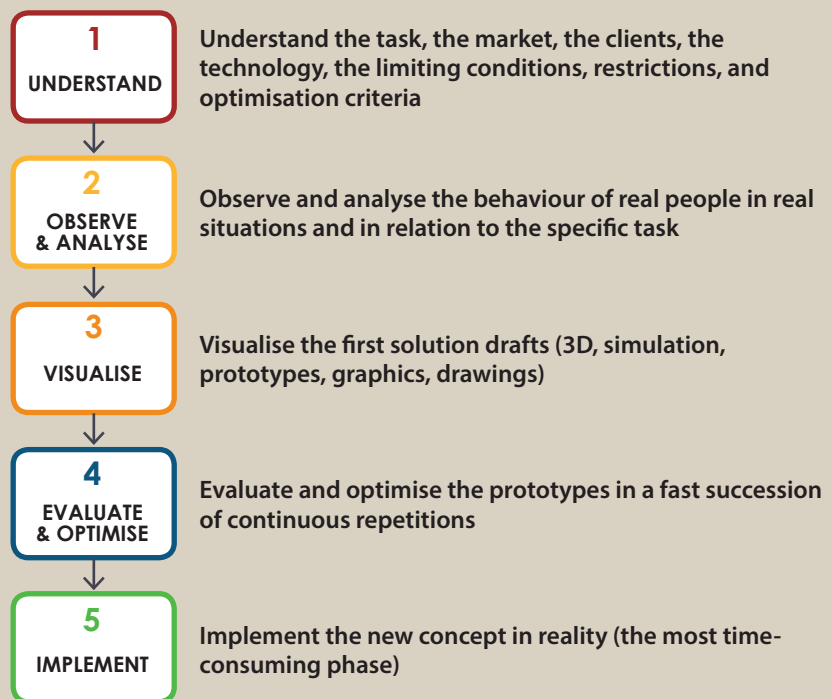 1
UNDERSTAND
Understand the task, the market, the clients, the
technology, the limiting conditions, restrictions, and
optimisation criteria
2
OBSERVE
& ANALYSE
Observe and analyse the behaviour of real people in real
situations and in relation to the specific task
3
VISUALISE
Visualise the first solution drafts (3D, simulation,
prototypes, graphics, drawings)
4
EVALUATE
& OPTIMISE
Evaluate and optimise the prototypes in a fast succession
of continuous repetitions
5
IMPLEMENT
Implement the new concept in reality (the most time-
consuming phase)